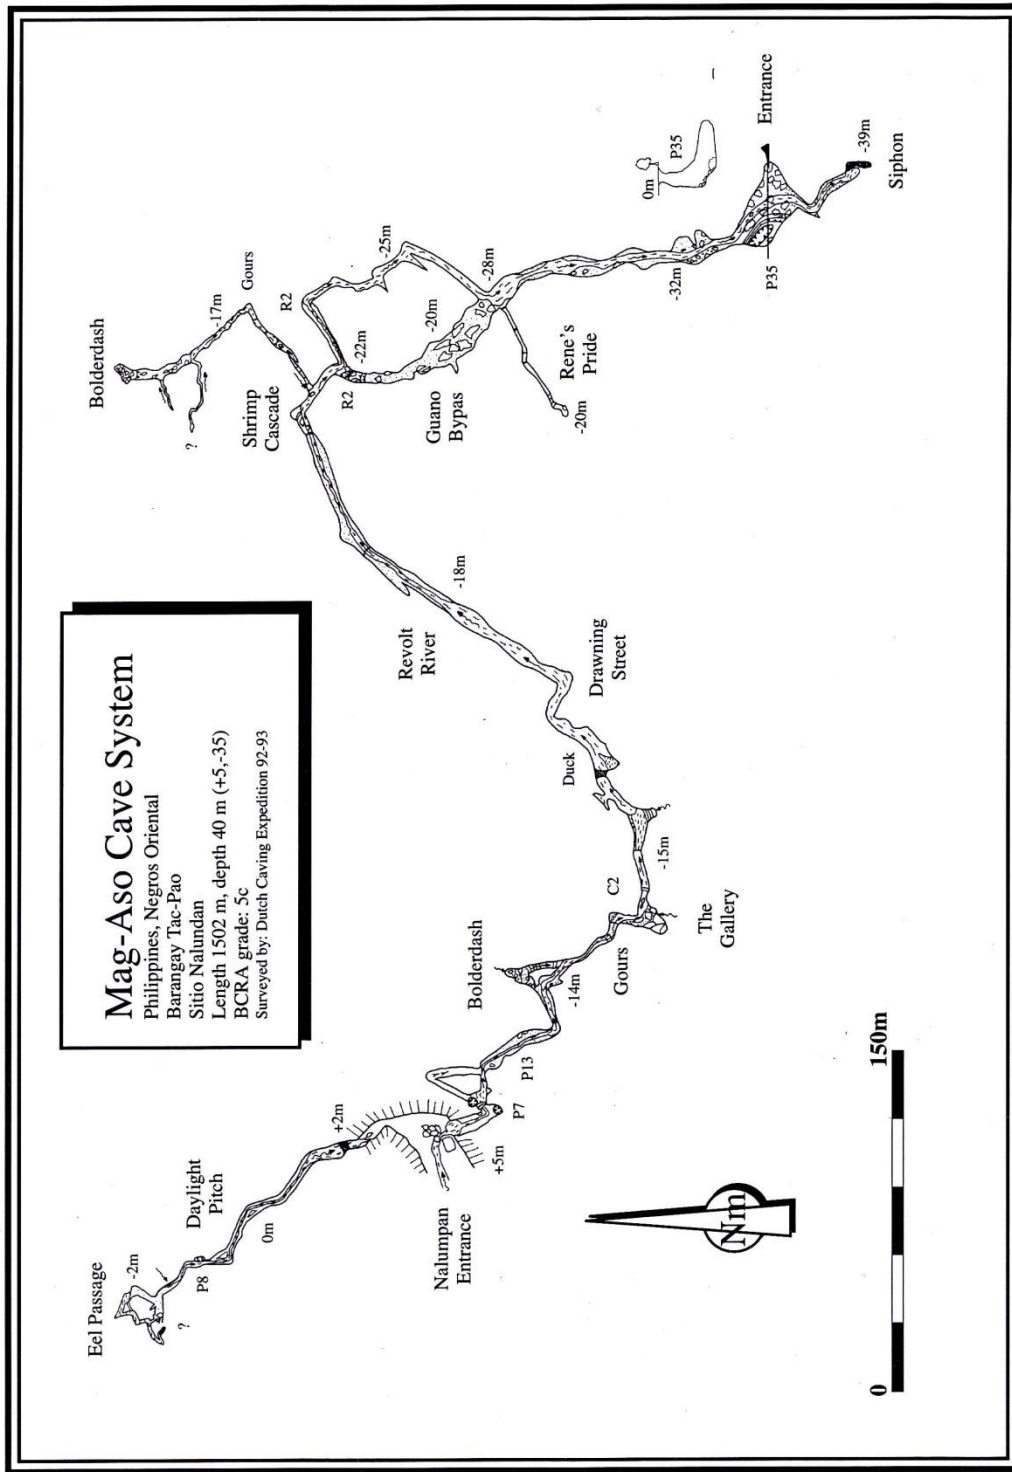 Mag-Aso Cave System
Philippines, Negros Oriental
Barangay Tac-Pao
Sitio Nalundan
Length 1502 m, depth 40 m (+5,-35)
BCRA grade: 5c
Surveyed by: Dutch Caving Expedition 92-93
Eel Passage
-2m
?
P8
Daylight
Pitch
0m
+2m
Nalumpan
Entrance
+5m
P7
P13
Bolderdash
-14m
Gours
C2
The
Gallery
-15m
Duck
Drawning
Street
Revolt
River
-18m
Shrimp
Cascade
Bolderdash
?
-17m
Gours
R2
R2
-22m
-25m
Guano
Bypas
-20m
-28m
Rene's
Pride
-20m
-32m
0m
P35
P35
Entrance
-39m
Siphon
Nm
0
150m